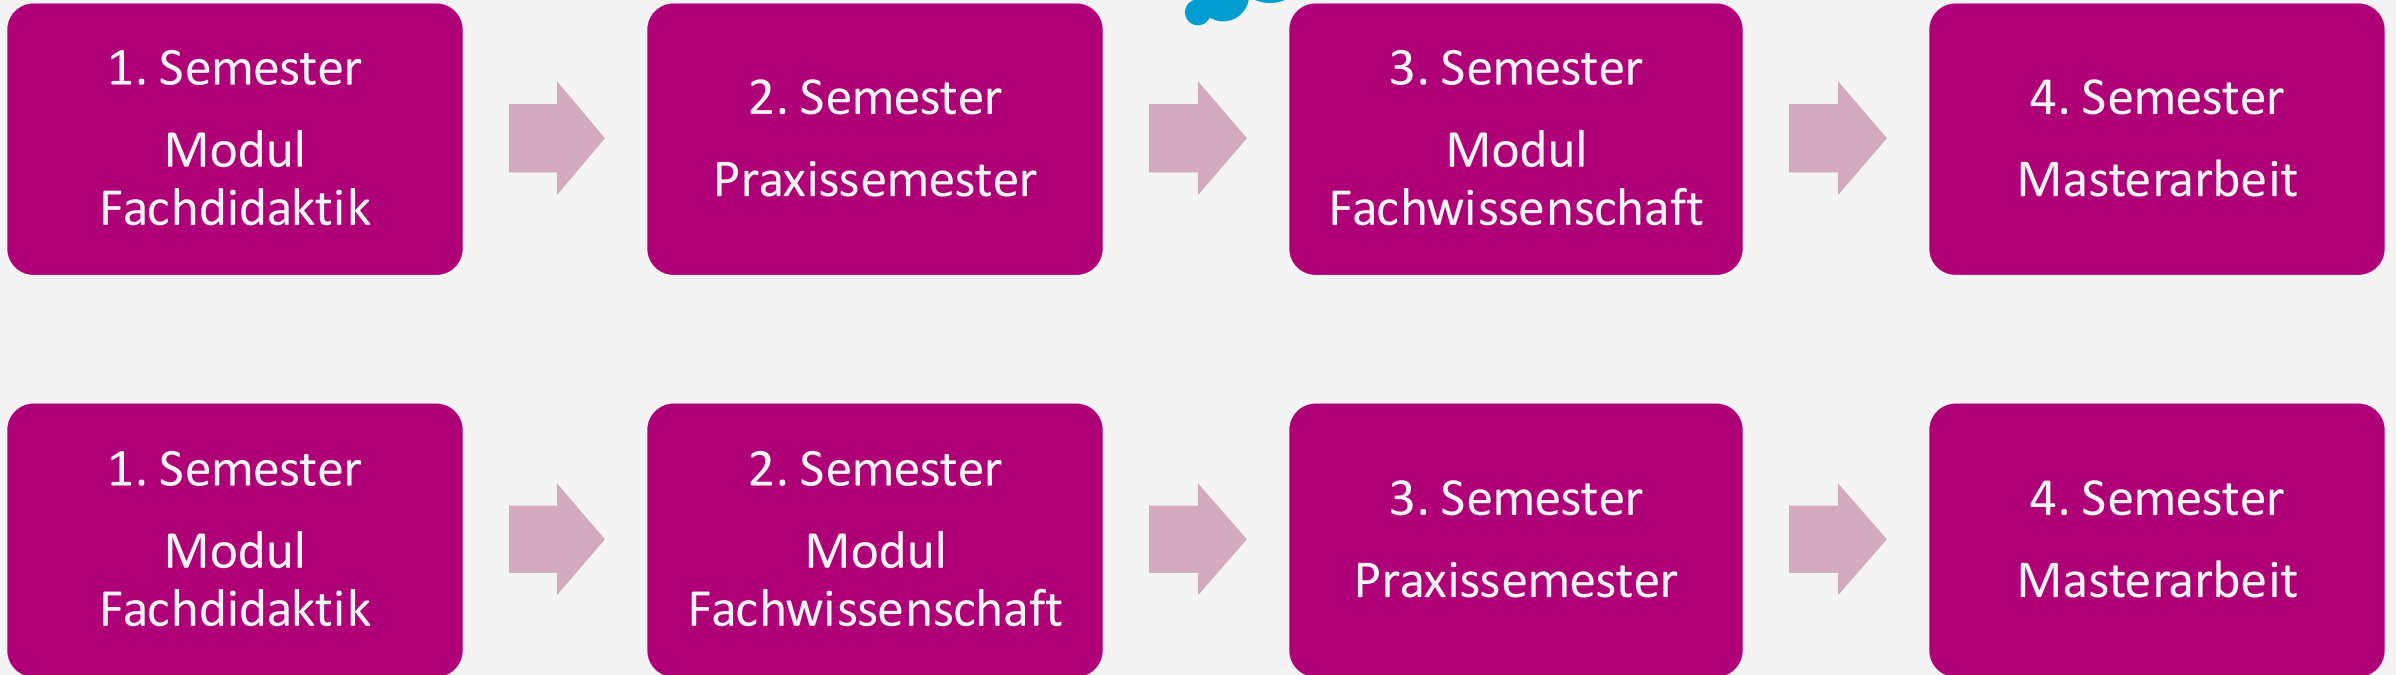 1. Semester
Modul
Fachdidaktik
2. Semester
Praxissemester
3. Semester
Modul
Fachwissenschaft
4. Semester
Masterarbeit
1. Semester
Modul
Fachdidaktik
2. Semester
Modul
Fachwissenschaft
3. Semester
Praxissemester
4. Semester
Masterarbeit